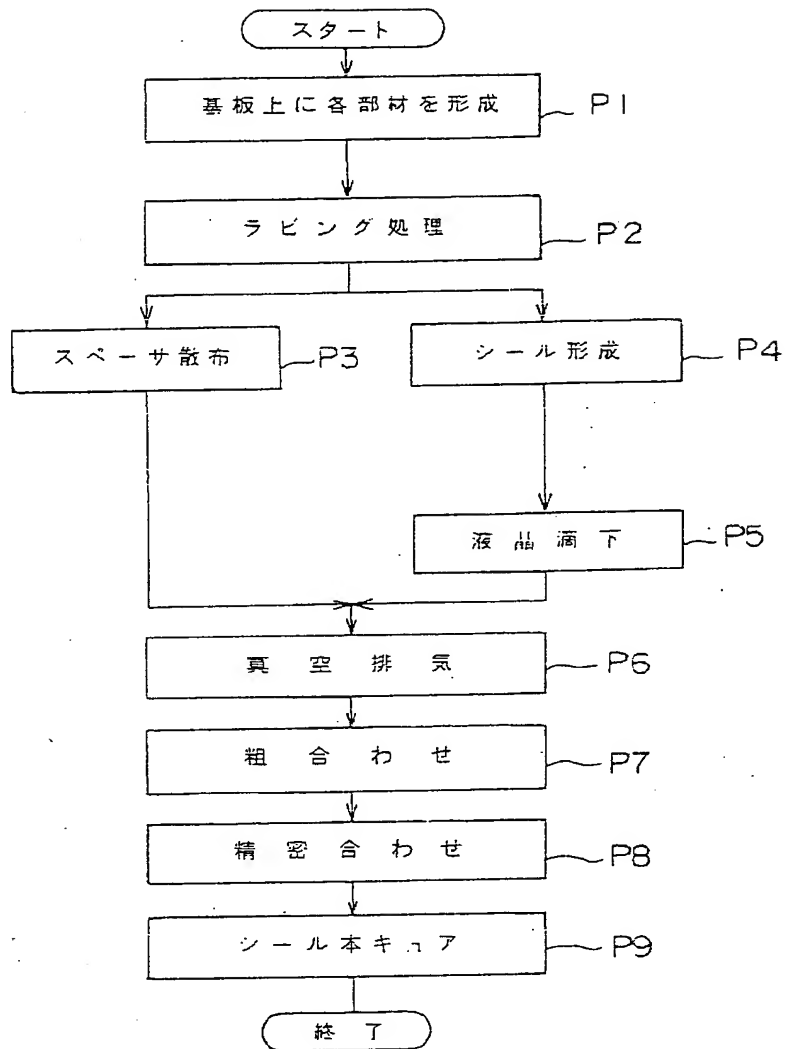 スタート
基板上に各部材を形成 P1
ラビング処理 P2
スペーサ散布 P3
シール形成 P4
液晶滴下 P5
真空排気 P6
粗合わせ P7
精密合わせ P8
シール本キュア P9
終了